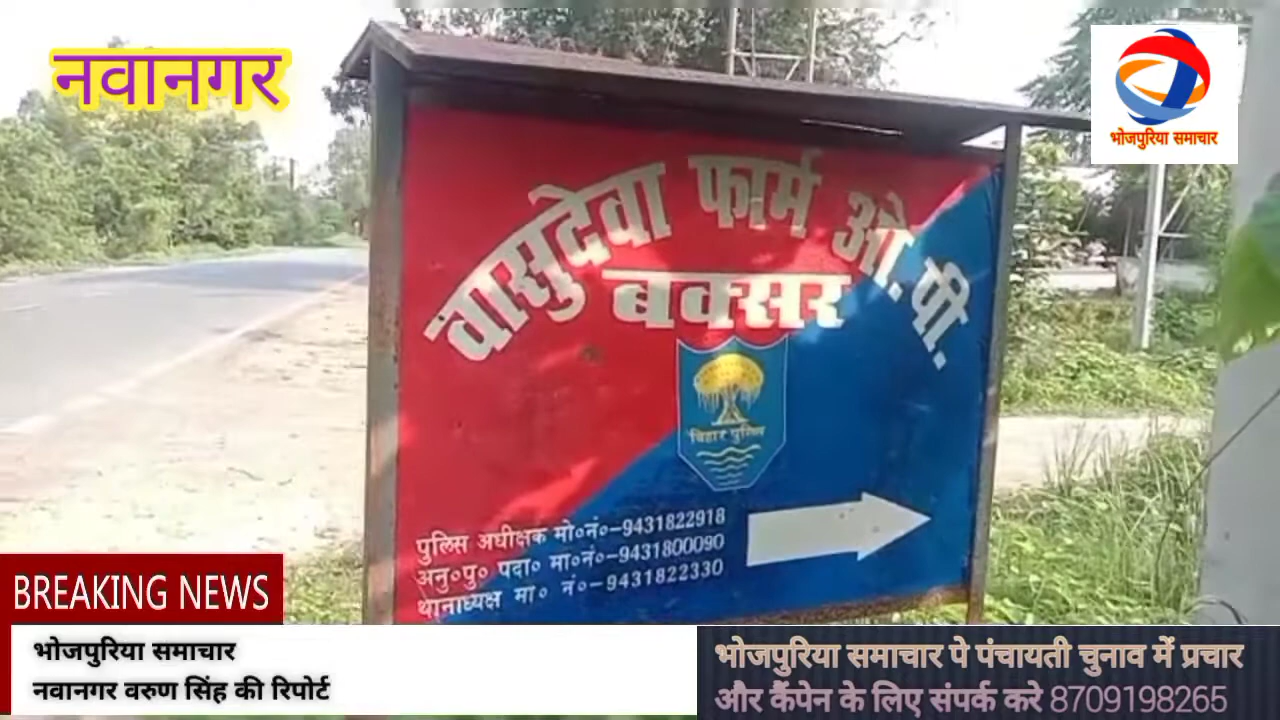 नवानगर
भोजपुरिया समाचार
वासुदेवा फार्म ओ. पी.
बक्सर
बिहार पुलिस
पुलिस अधीक्षक मो०नं०-9431822918
अनु०पु० पदा० मा०नं०-9431800090
थानाध्यक्ष मा० नं०-9431822330
BREAKING NEWS
भोजपुरिया समाचार
नवानगर वरुण सिंह की रिपोर्ट
भोजपुरिया समाचार पे पंचायती चुनाव में प्रचार
और कैंपेन के लिए संपर्क करे 8709198265